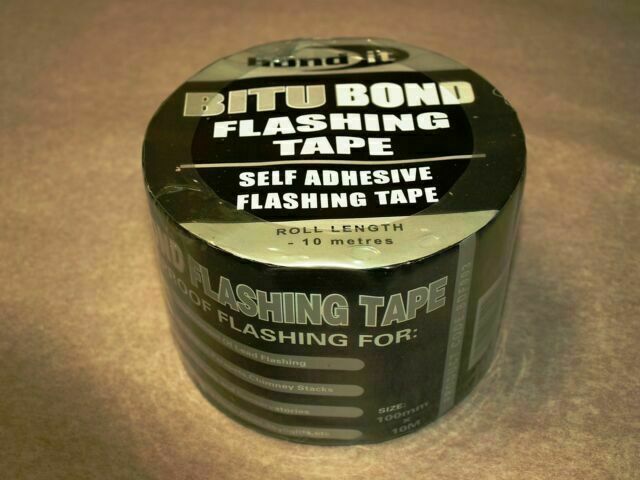 bond it
BITU BOND
FLASHING
TAPE
SELF ADHESIVE
FLASHING TAPE
ROLL LENGTH
- 10 metres
FLASHING TAPE
FLASHING FOR:
Lead Flashing
Chimney Stacks
SIZE:
100mm
x
10M